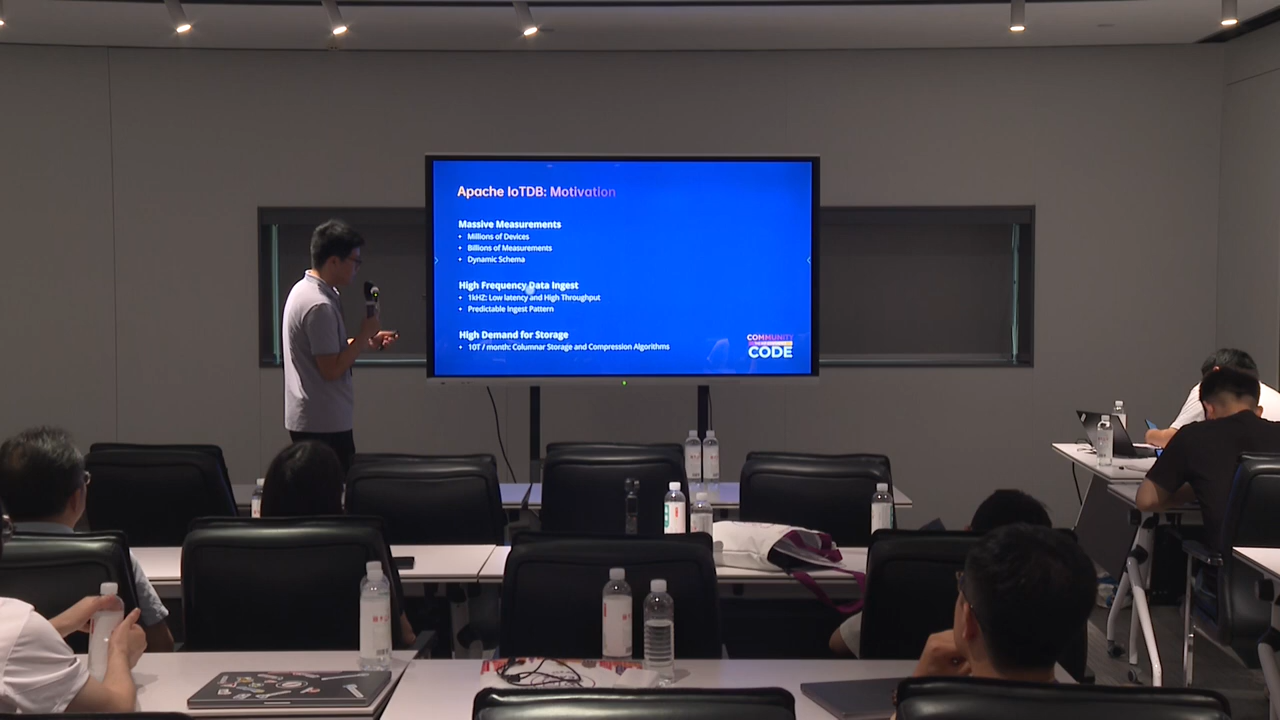 Apache IoTDB: Motivation
Massive Measurements
• Millions of Devices
• Billions of Measurements
• Dynamic Schema
High Frequency Data Ingest
• 1kHZ: Low latency and High Throughput
• Predictable Ingest Pattern
High Demand for Storage
• 10T / month: Columnar Storage and Compression Algorithms
COMMUNITY
CODE